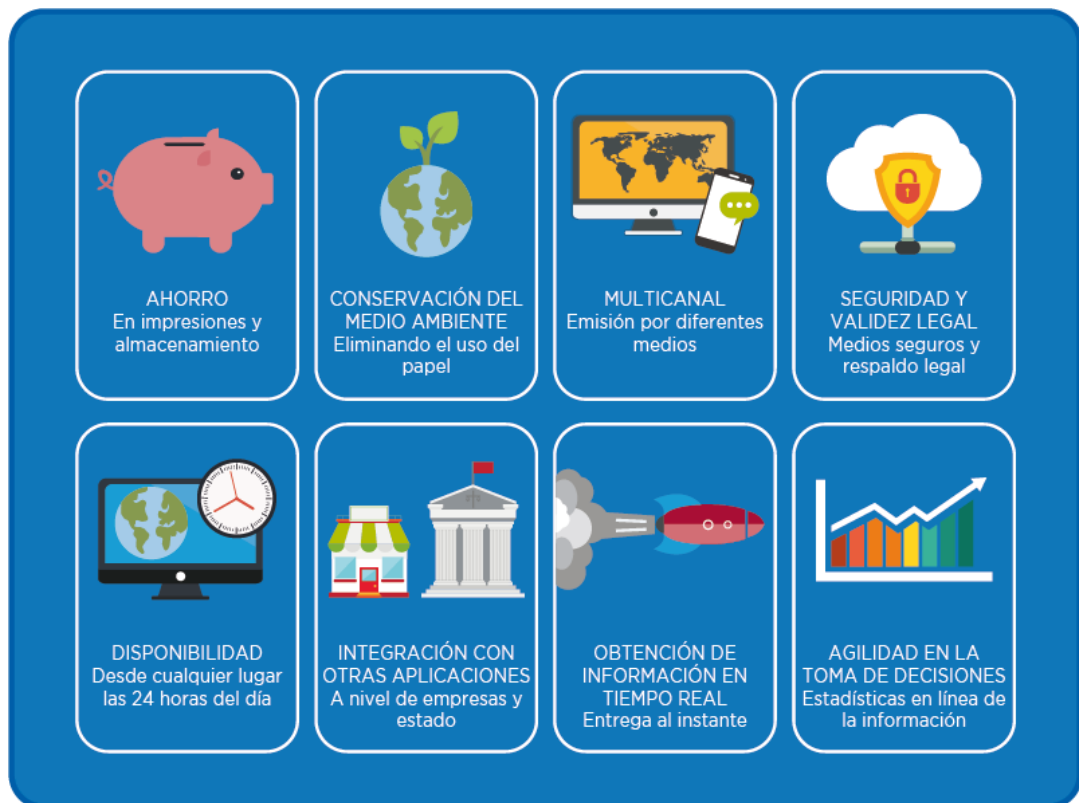 AHORRO
En impresiones y
almacenamiento
CONSERVACIÓN DEL
MEDIO AMBIENTE
Eliminando el uso del
papel
MULTICANAL
Emisión por diferentes
medios
SEGURIDAD Y
VALIDEZ LEGAL
Medios seguros y
respaldo legal
DISPONIBILIDAD
Desde cualquier lugar
las 24 horas del día
INTEGRACIÓN CON
OTRAS APLICACIONES
A nivel de empresas y
estado
OBTENCIÓN DE
INFORMACIÓN EN
TIEMPO REAL
Entrega al instante
AGILIDAD EN LA
TOMA DE DECISIONES
Estadísticas en línea de
la información